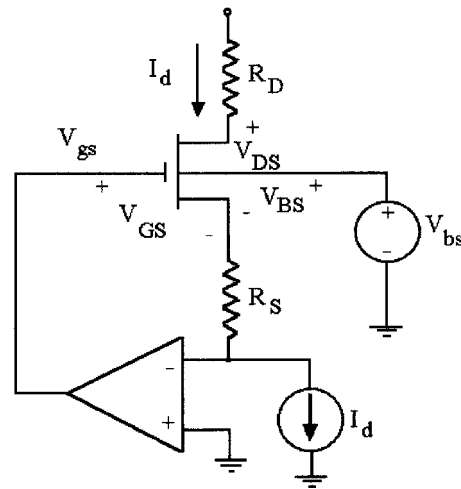 I_d
R_D
V_gs
+
+
V_DS
V_BS
+
V_GS
-
-
+
-
V_bs
R_S
-
+
I_d